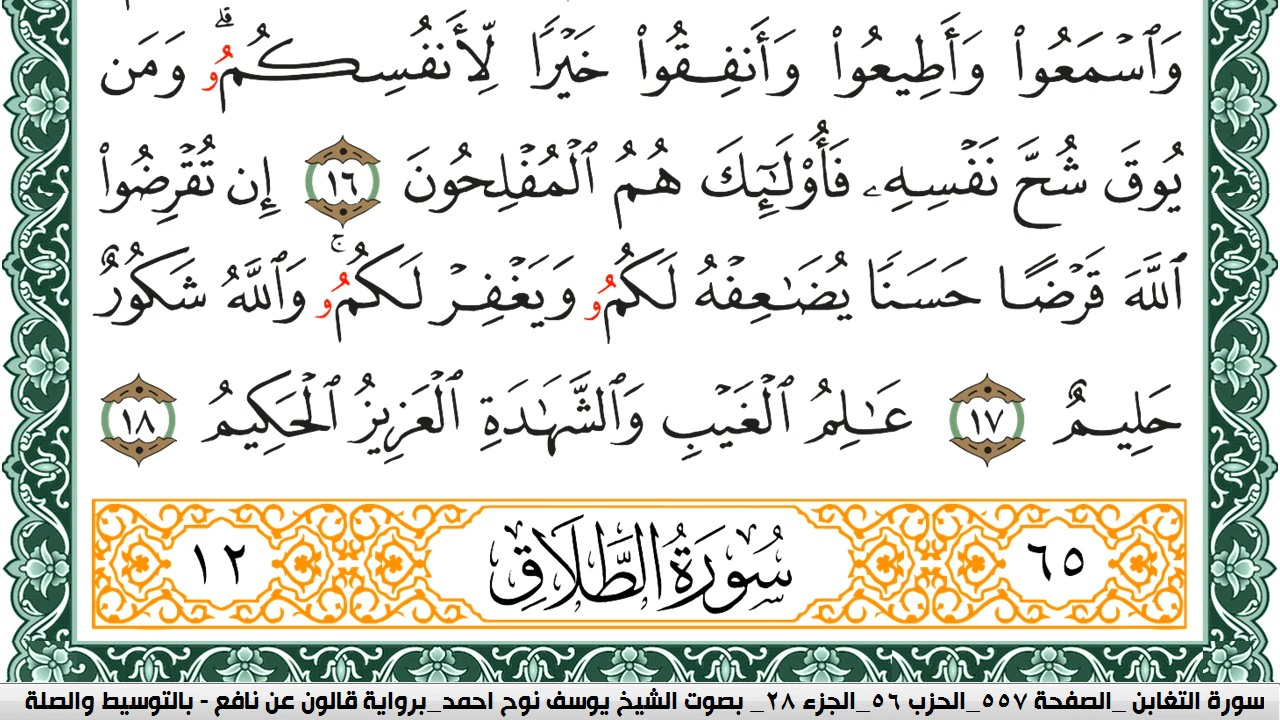 وَٱسْمَعُواْ وَأَطِيعُواْ وَأَنفِقُواْ خَيْرًا لِّأَنفُسِكُمُۥ ۗ وَمَن
يُوقَ شُحَّ نَفْسِهِۦ فَأُوْلَٰٓئِكَ هُمُ ٱلْمُفْلِحُونَ ١٦ إِن تُقْرِضُواْ
ٱللَّهَ قَرْضًا حَسَنًا يُضَٰعِفْهُ لَكُمُۥ وَيَغْفِرْ لَكُمُۥ ۚ وَٱللَّهُ شَكُورٌ
حَلِيمٌ ١٧ عَٰلِمُ ٱلْغَيْبِ وَٱلشَّهَٰدَةِ ٱلْعَزِيزُ ٱلْحَكِيمُ ١٨
٦٥ سُورَةُ الطَّلَاقِ ١٢
سورة التغابن _الصفحة ٥٥٧_الحزب ٥٦_الجزء ٢٨_ بصوت الشيخ يوسف نوح احمد_برواية قالون عن نافع - بالتوسيط والصلة